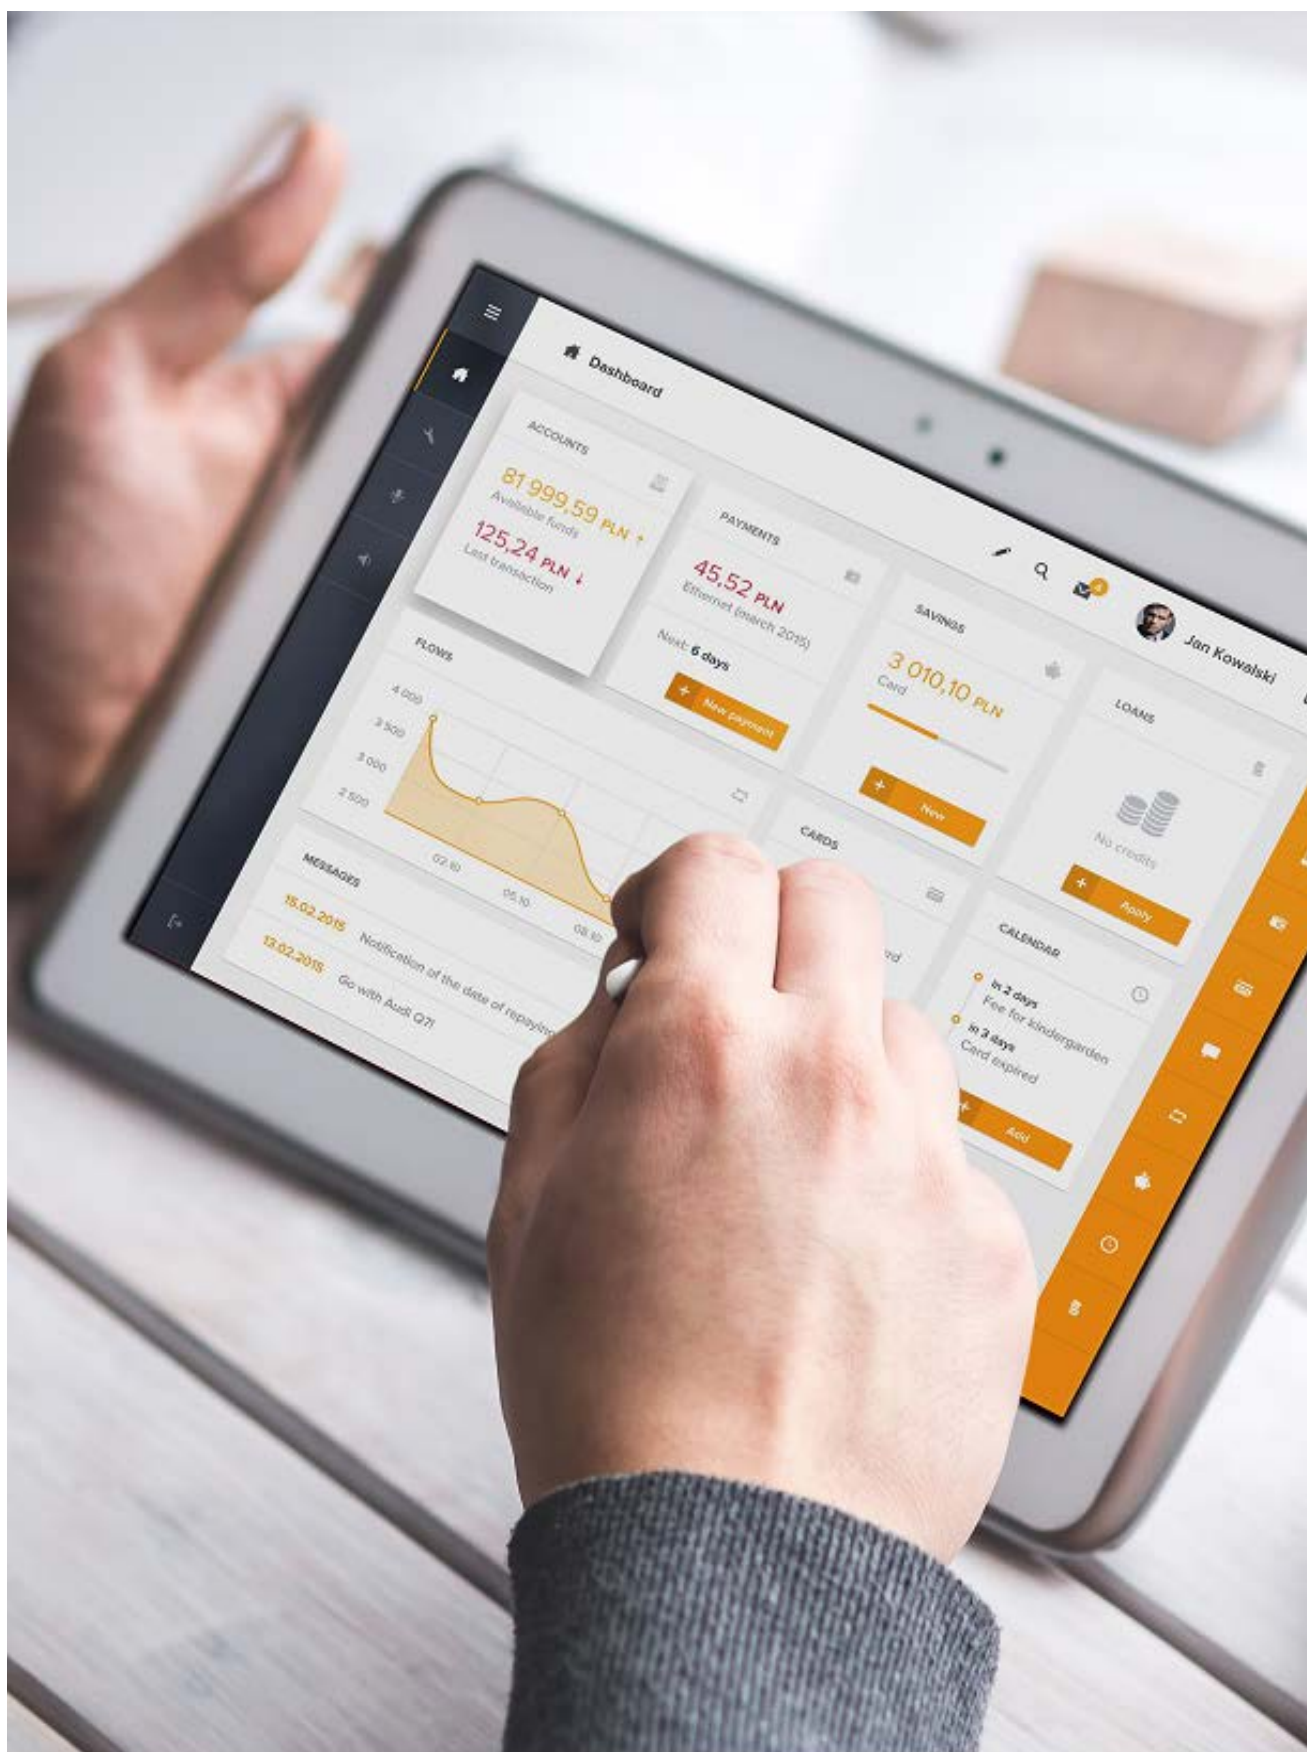 Dashboard
4
Jan Kowalski
ACCOUNTS
81 999,59 PLN ↑
Available funds
125,24 PLN ↓
Last transaction
PAYMENTS
45,52 PLN
Ethernet (march 2015)
Next: 6 days
+ New payment
SAVINGS
3 010,10 PLN
Card
+ New
LOANS
No credits
+ Apply
FLOWS
4 000
3 500
3 000
2 500
02.10
05.10
08.10
CARDS
rd
CALENDAR
in 2 days
Fee for kindergarden
in 3 days
Card expired
+ Add
MESSAGES
15.02.2015 Notification of the date of repaying
13.02.2015 Go with Audi Q7!